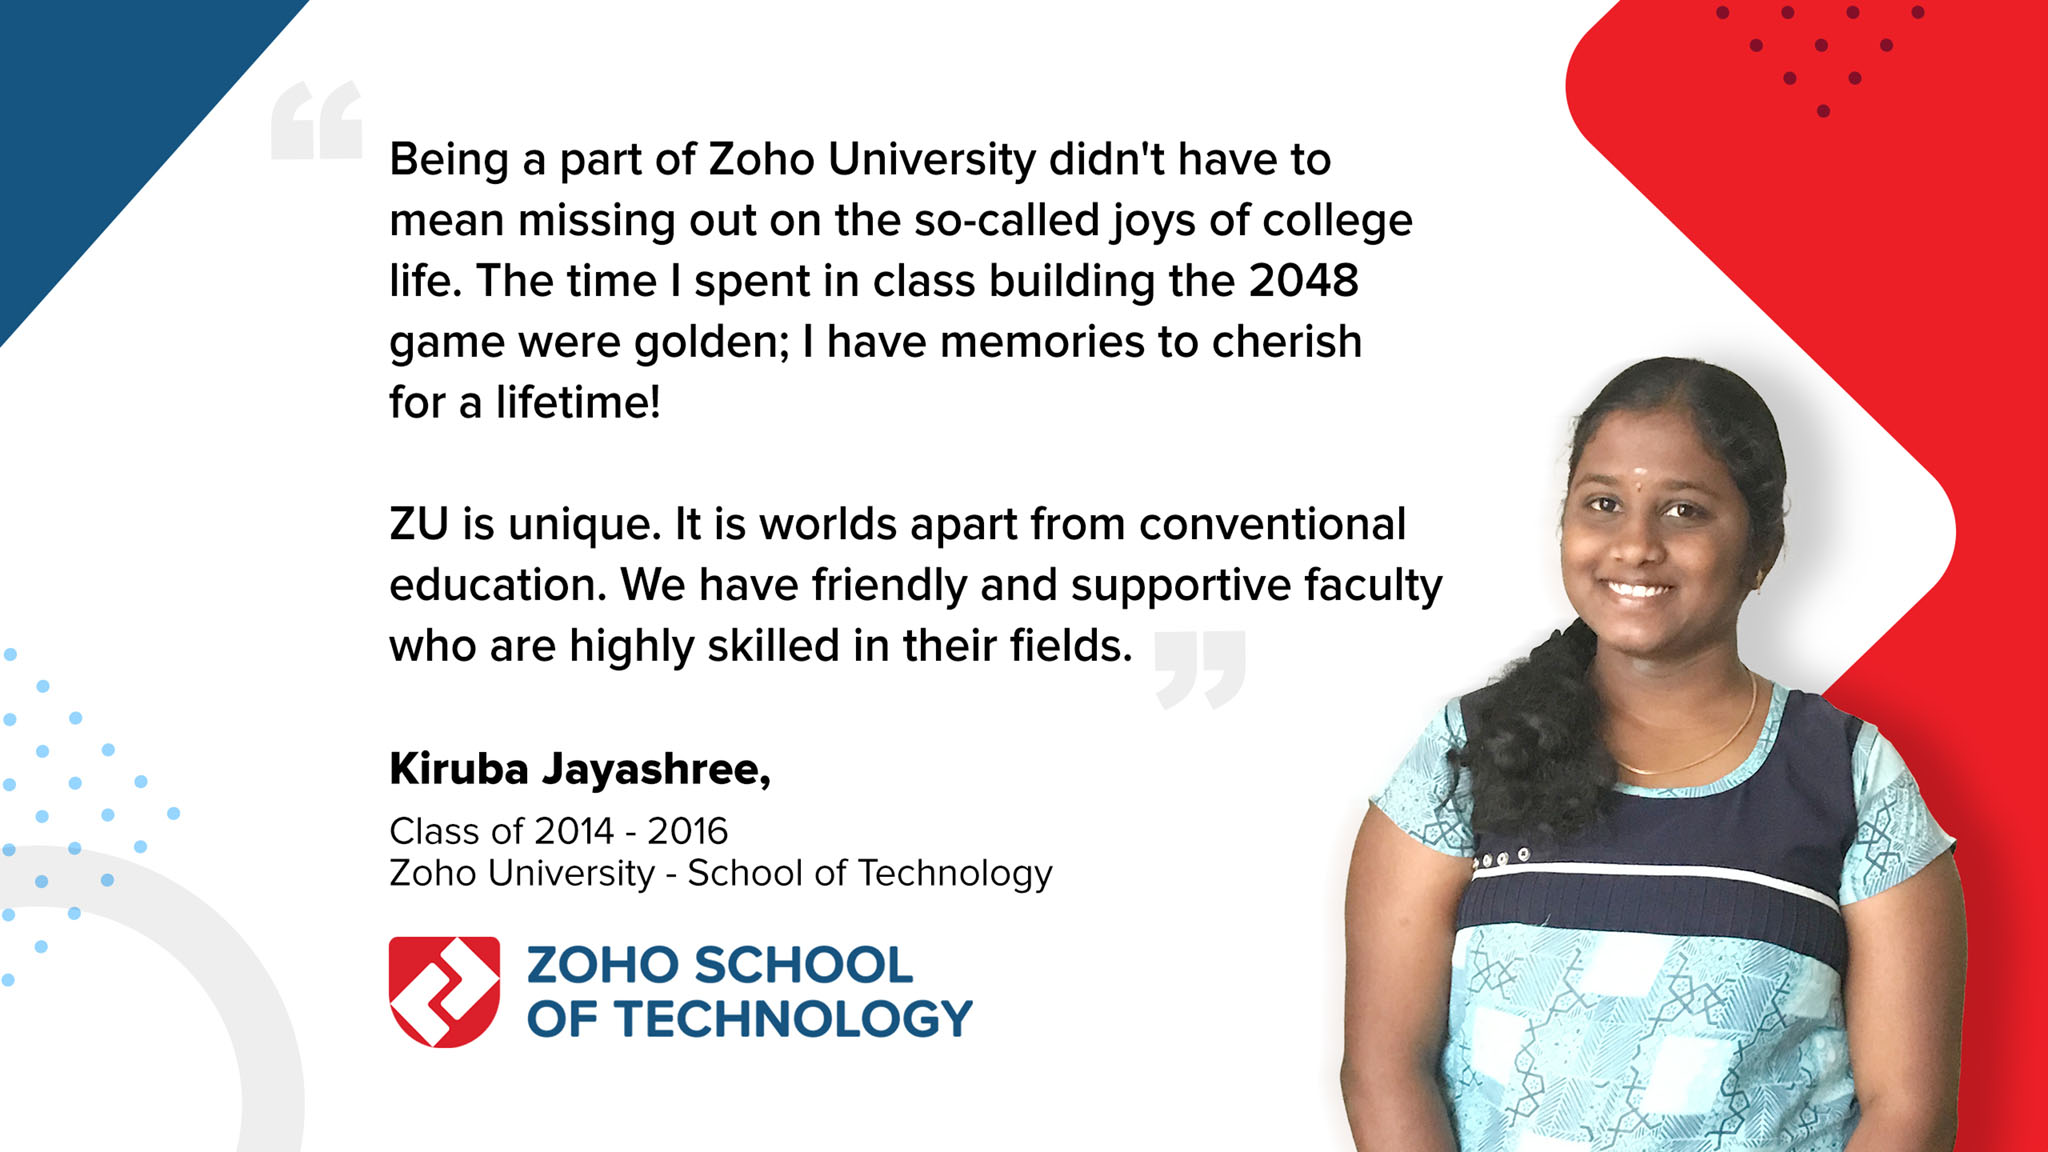 “
Being a part of Zoho University didn't have to
mean missing out on the so-called joys of college
life. The time I spent in class building the 2048
game were golden; I have memories to cherish
for a lifetime!
ZU is unique. It is worlds apart from conventional
education. We have friendly and supportive faculty
who are highly skilled in their fields. ”
Kiruba Jayashree,
Class of 2014 - 2016
Zoho University - School of Technology
ZOHO SCHOOL
OF TECHNOLOGY